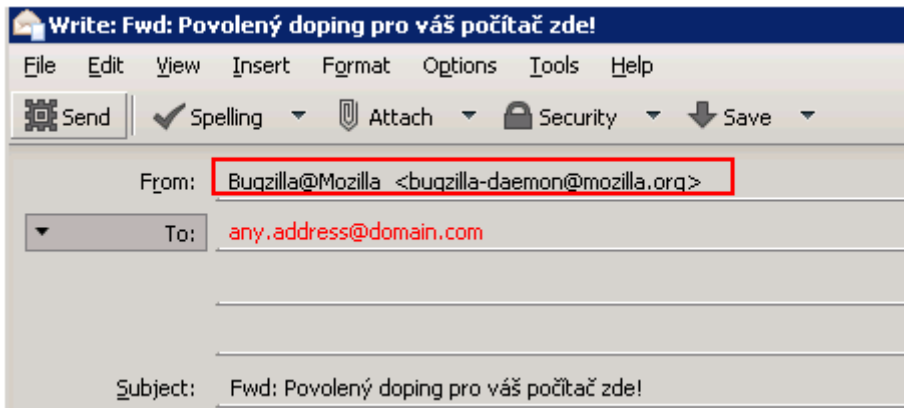 Write: Fwd: Povolený doping pro váš počítač zde!
File Edit View Insert Format Options Tools Help
Send Spelling Attach Security Save
From: Bugzilla@Mozilla <bugzilla-daemon@mozilla.org>
To: any.address@domain.com
Subject: Fwd: Povolený doping pro váš počítač zde!